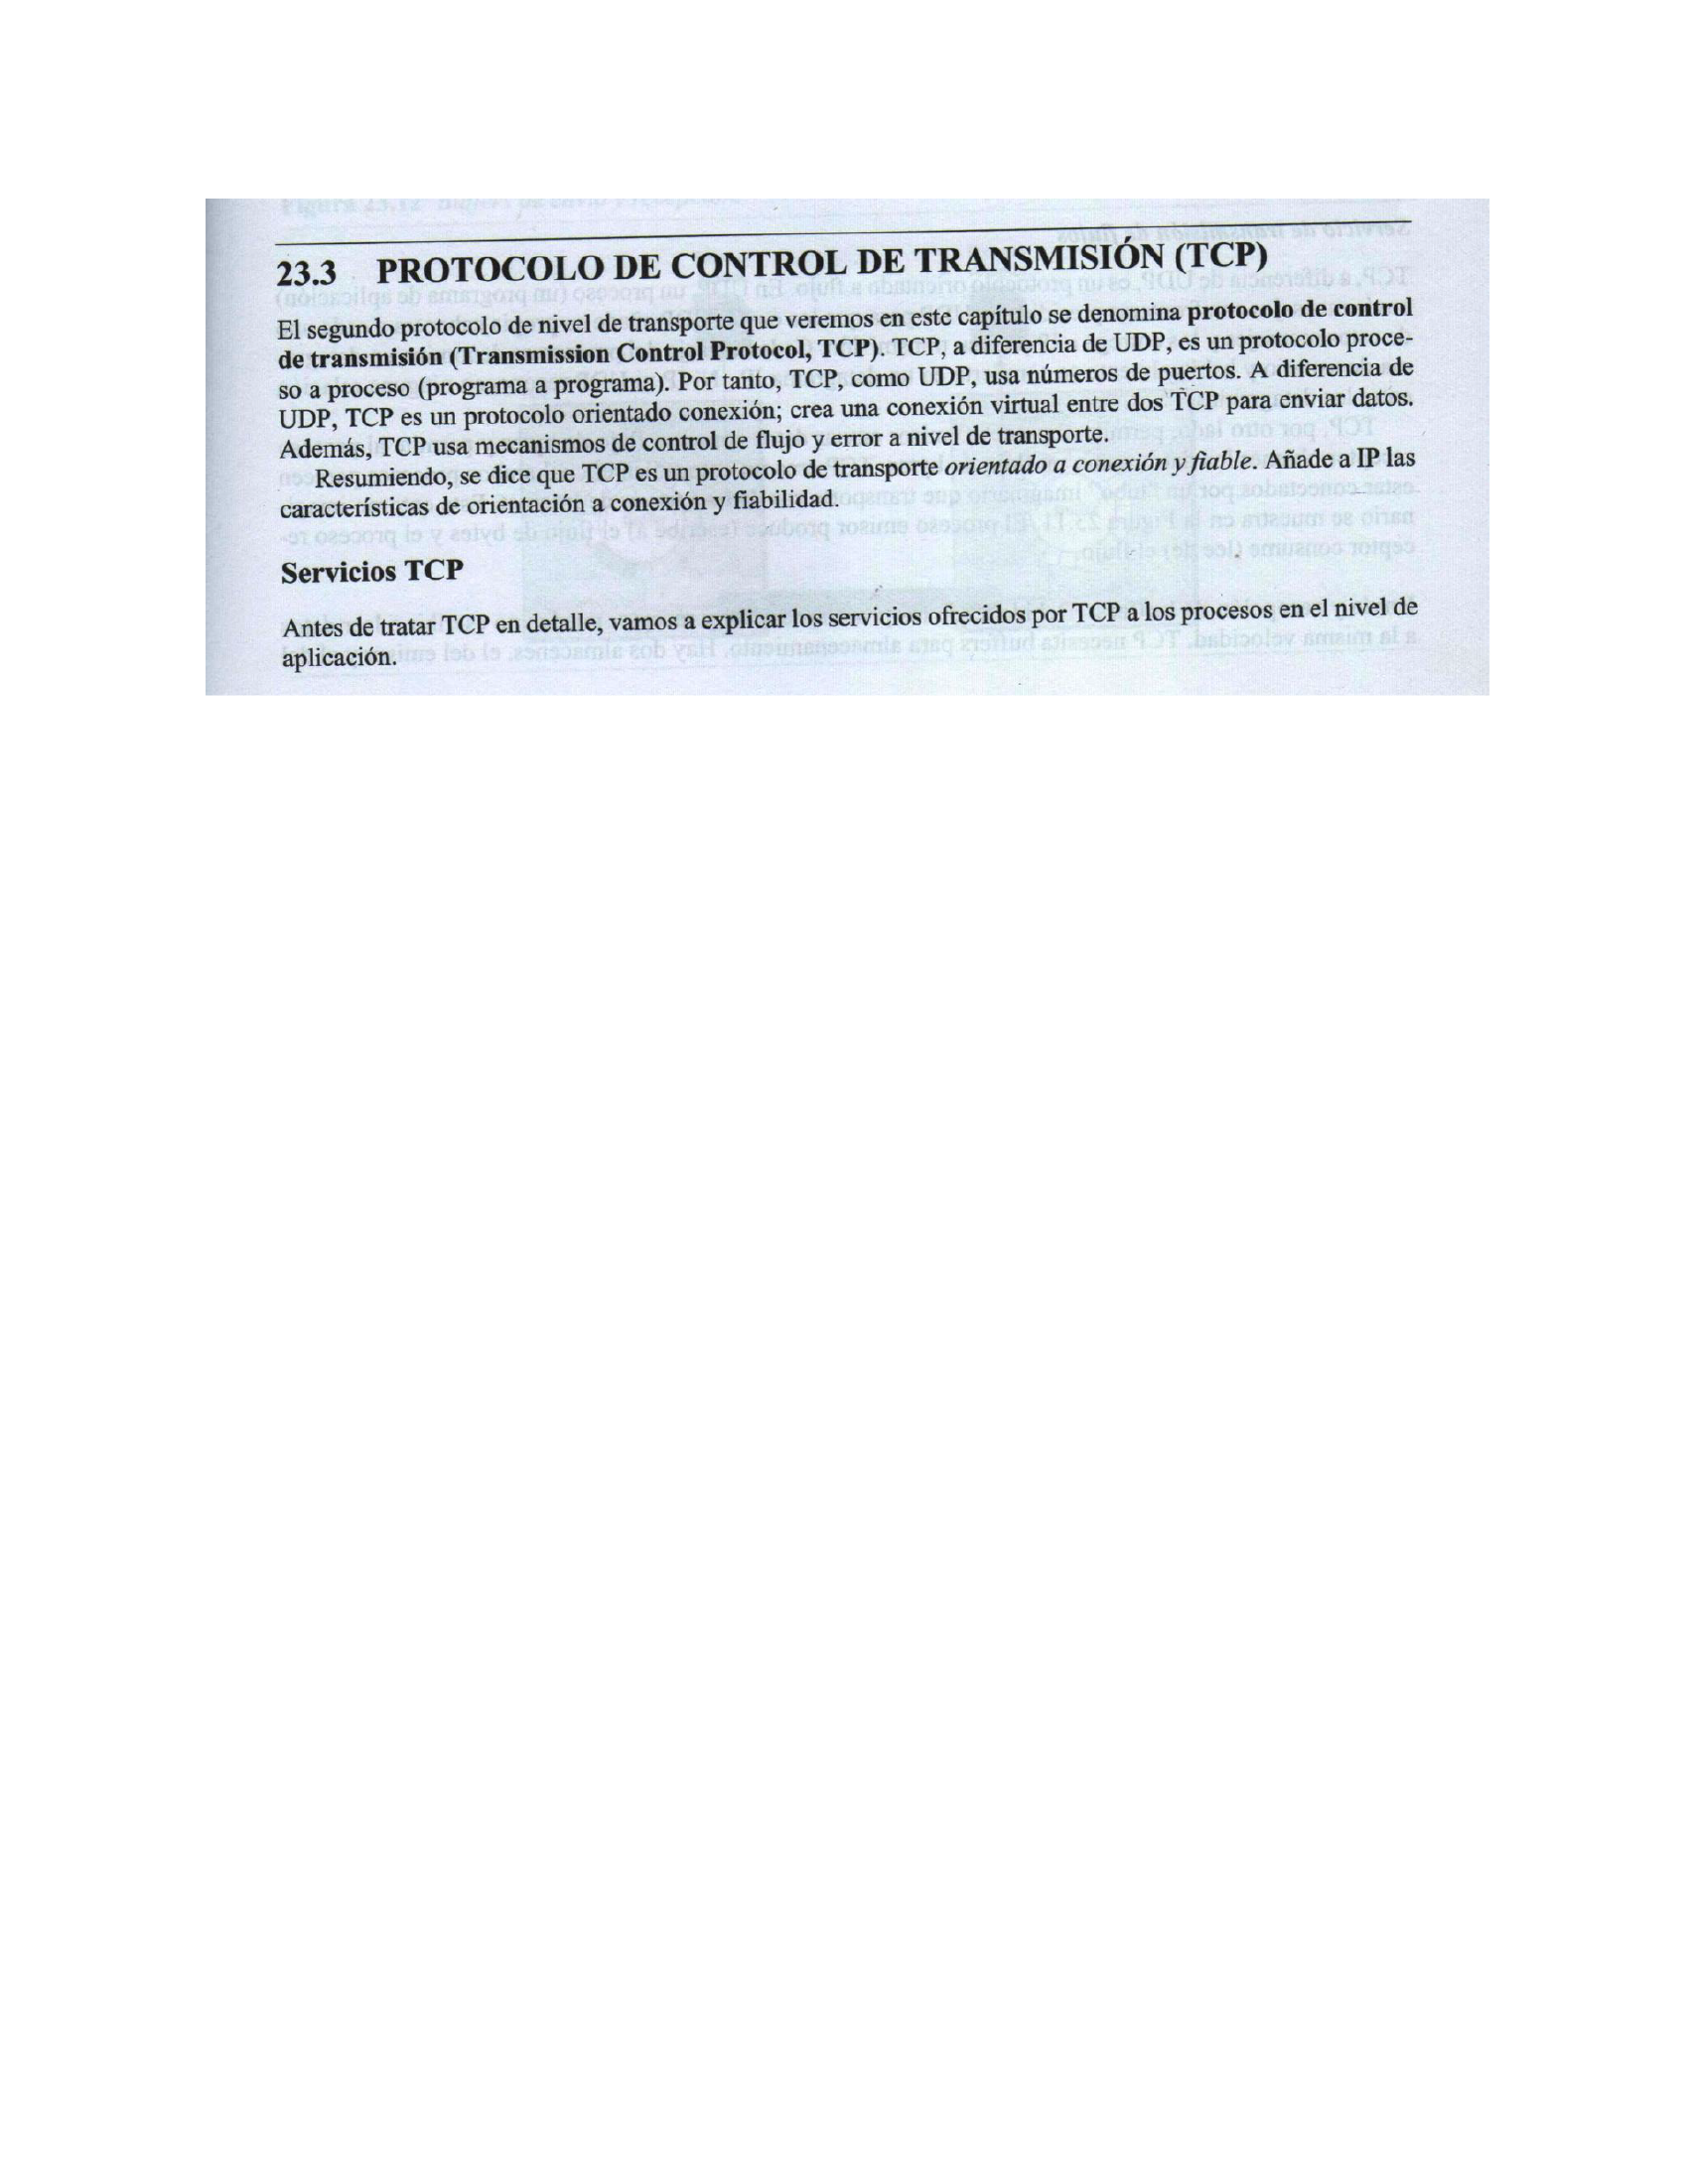 23.3 PROTOCOLO DE CONTROL DE TRANSMISIÓN (TCP)
El segundo protocolo de nivel de transporte que veremos en este capítulo se denomina protocolo de control
de transmisión (Transmission Control Protocol, TCP). TCP, a diferencia de UDP, es un protocolo proce-
so a proceso (programa a programa). Por tanto, TCP, como UDP, usa números de puertos. A diferencia de
UDP, TCP es un protocolo orientado conexión; crea una conexión virtual entre dos TCP para enviar datos.
Además, TCP usa mecanismos de control de flujo y error a nivel de transporte.
Resumiendo, se dice que TCP es un protocolo de transporte orientado a conexión y fiable. Añade a IP las
características de orientación a conexión y fiabilidad.
Servicios TCP
Antes de tratar TCP en detalle, vamos a explicar los servicios ofrecidos por TCP a los procesos en el nivel de
aplicación.